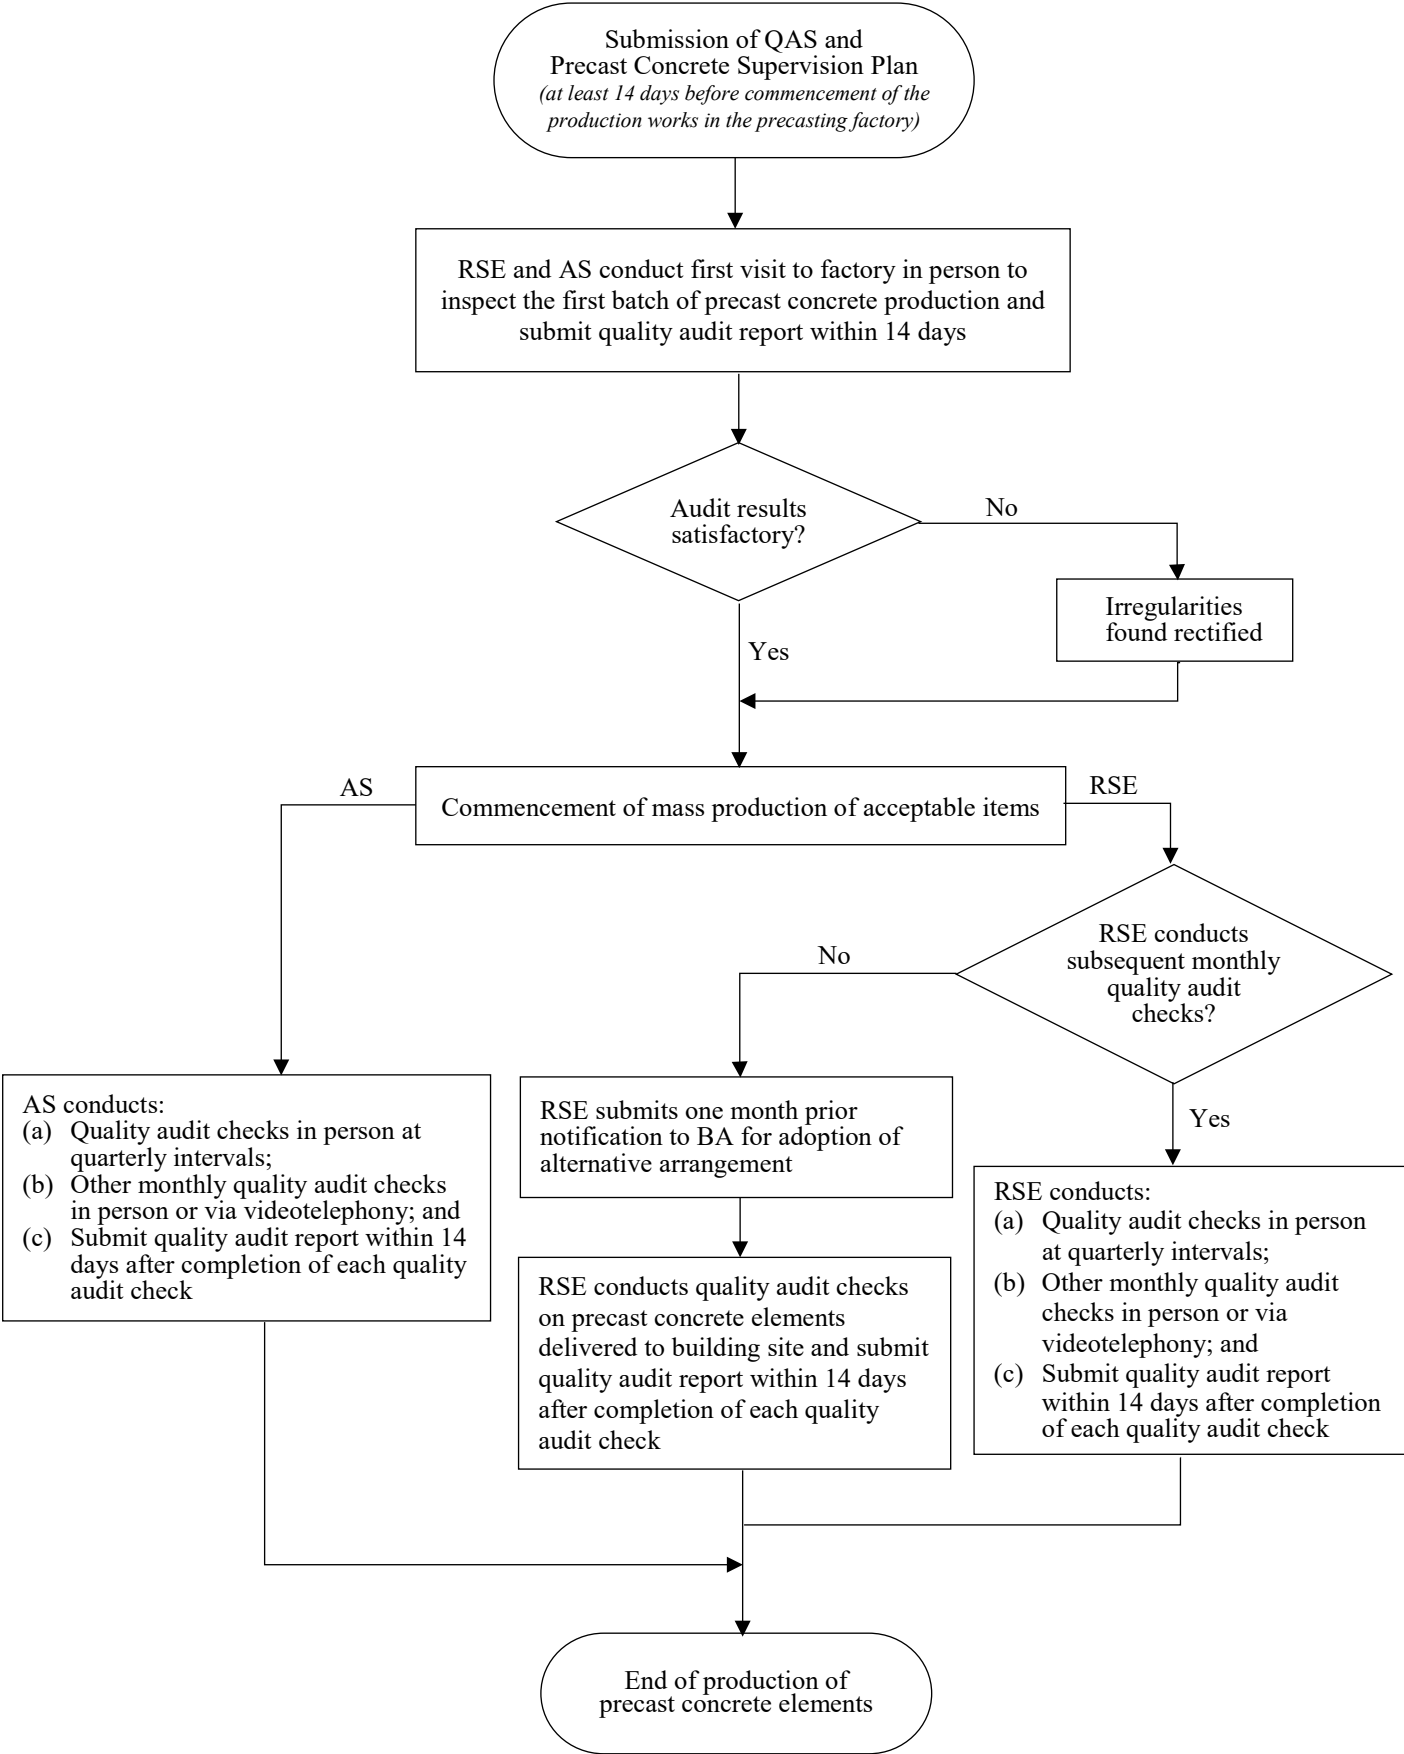 Submission of QAS and
Precast Concrete Supervision Plan
(at least 14 days before commencement of the
production works in the precasting factory)
RSE and AS conduct first visit to factory in person to
inspect the first batch of precast concrete production and
submit quality audit report within 14 days
Audit results
satisfactory?
No
Irregularities
found rectified
Yes
AS
Commencement of mass production of acceptable items
RSE
RSE conducts
subsequent monthly
quality audit
checks?
No
Yes
AS conducts:
(a) Quality audit checks in person at
quarterly intervals;
(b) Other monthly quality audit checks
in person or via videotelephony; and
(c) Submit quality audit report within 14
days after completion of each quality
audit check
RSE submits one month prior
notification to BA for adoption of
alternative arrangement
RSE conducts quality audit checks
on precast concrete elements
delivered to building site and submit
quality audit report within 14 days
after completion of each quality
audit check
RSE conducts:
(a) Quality audit checks in person
at quarterly intervals;
(b) Other monthly quality audit
checks in person or via
videotelephony; and
(c) Submit quality audit report
within 14 days after completion
of each quality audit check
End of production of
precast concrete elements